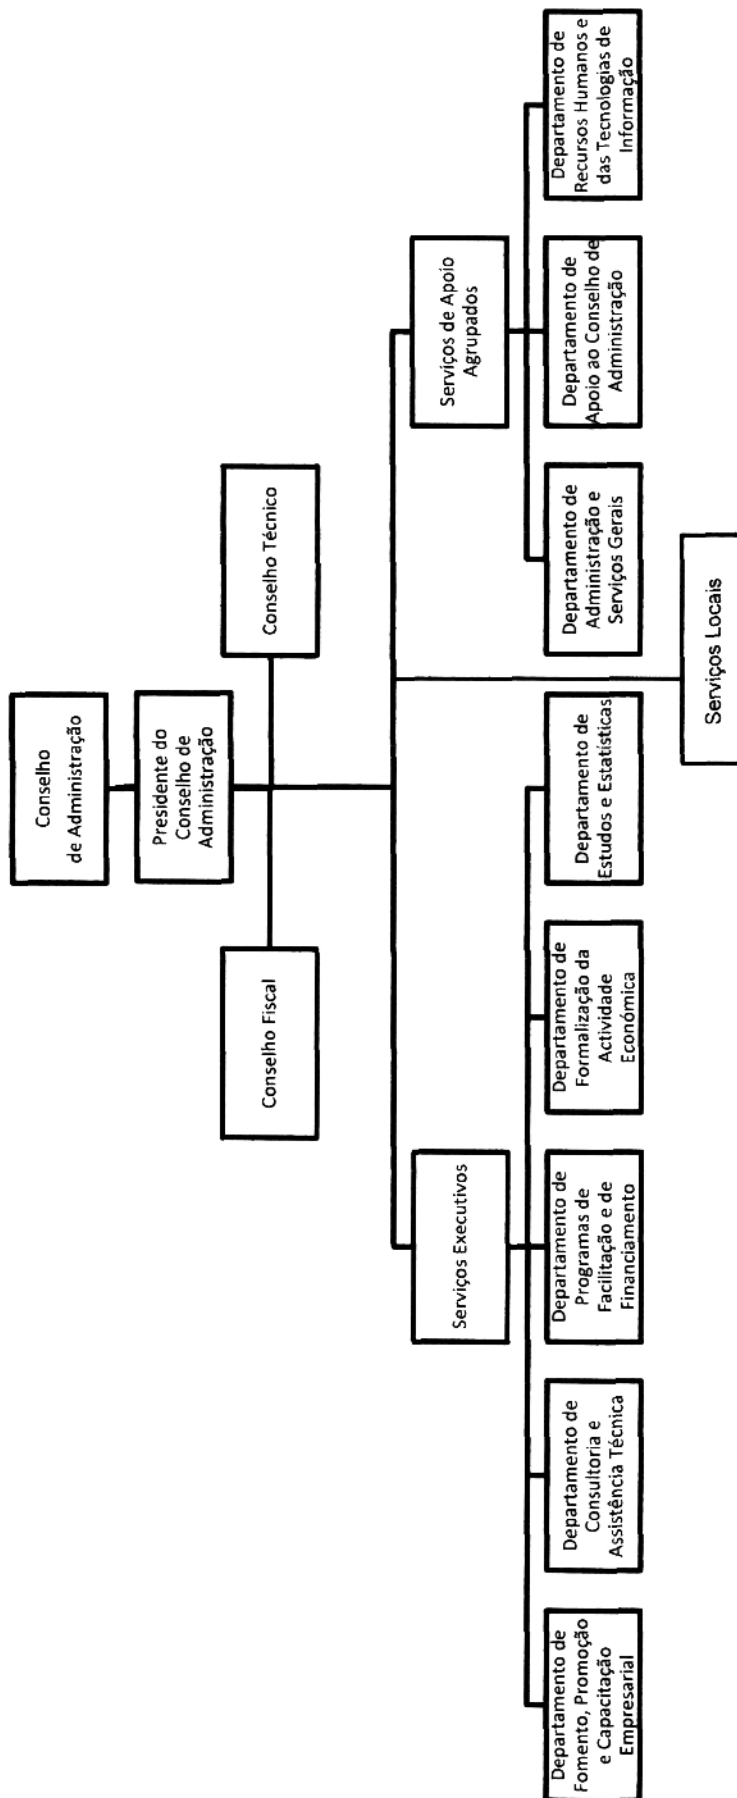 Conselho
de Administração
Presidente do
Conselho de
Administração
Conselho Fiscal
Conselho Técnico
Serviços Executivos
Serviços de Apoio
Agrupados
Departamento de
Fomento, Promoção
e Capacitação
Empresarial
Departamento de
Consultoria e
Assistência Técnica
Departamento de
Programas de
Facilitação e de
Financiamento
Departamento de
Formalização da
Actividade
Económica
Departamento de
Estudos e Estatísticas
Departamento de
Administração e
Serviços Gerais
Departamento de
Apoio ao Conselho de
Administração
Departamento de
Recursos Humanos e
das Tecnologias de
Informação
Serviços Locais